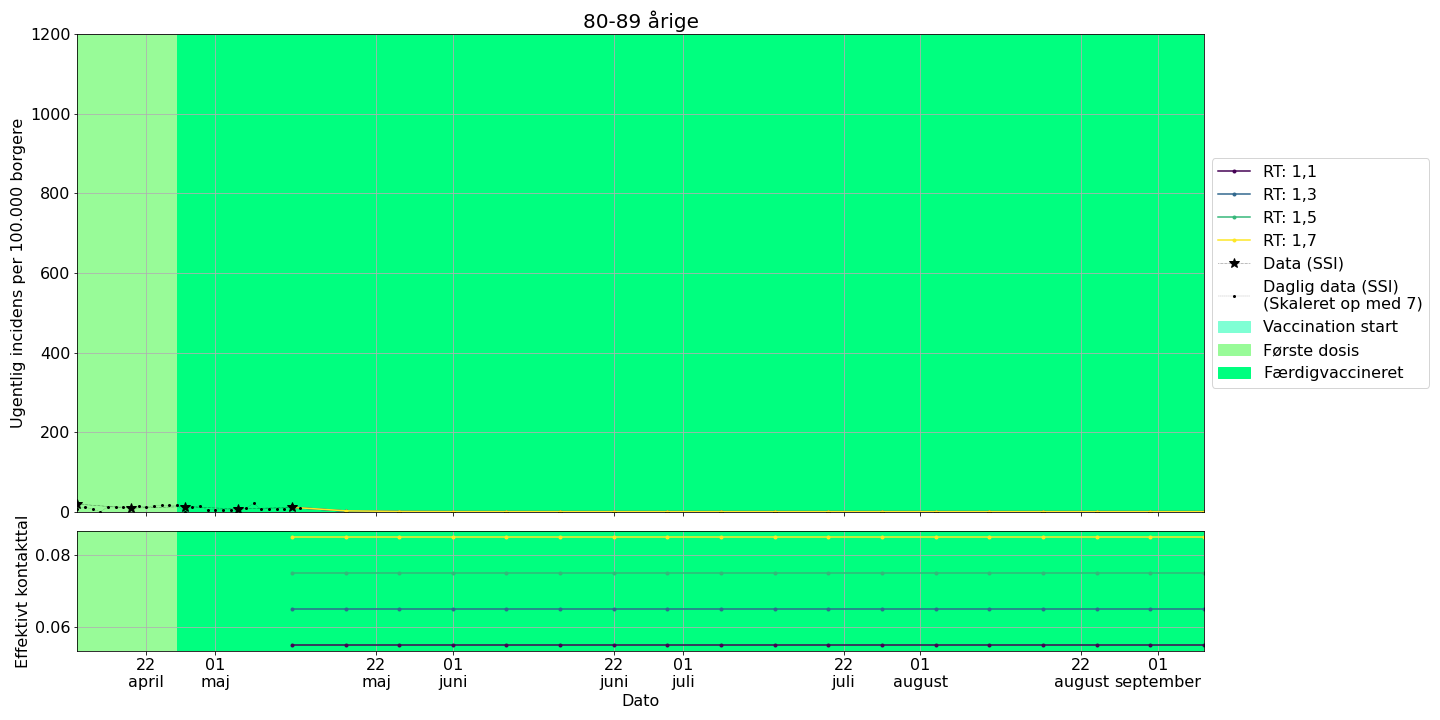 80-89 årige
1200
1000
800
600
400
200
0
Ugentlig incidens per 100.000 borgere
RT: 1,1
RT: 1,3
RT: 1,5
RT: 1,7
Data (SSI)
Daglig data (SSI)
(Skaleret op med 7)
Vaccination start
Første dosis
Færdigvaccineret
0.08
0.06
Effektivt kontakttal
22 01 22 01 22 01 22 01 22 01
april maj maj juni juni juli juli august august september
Dato